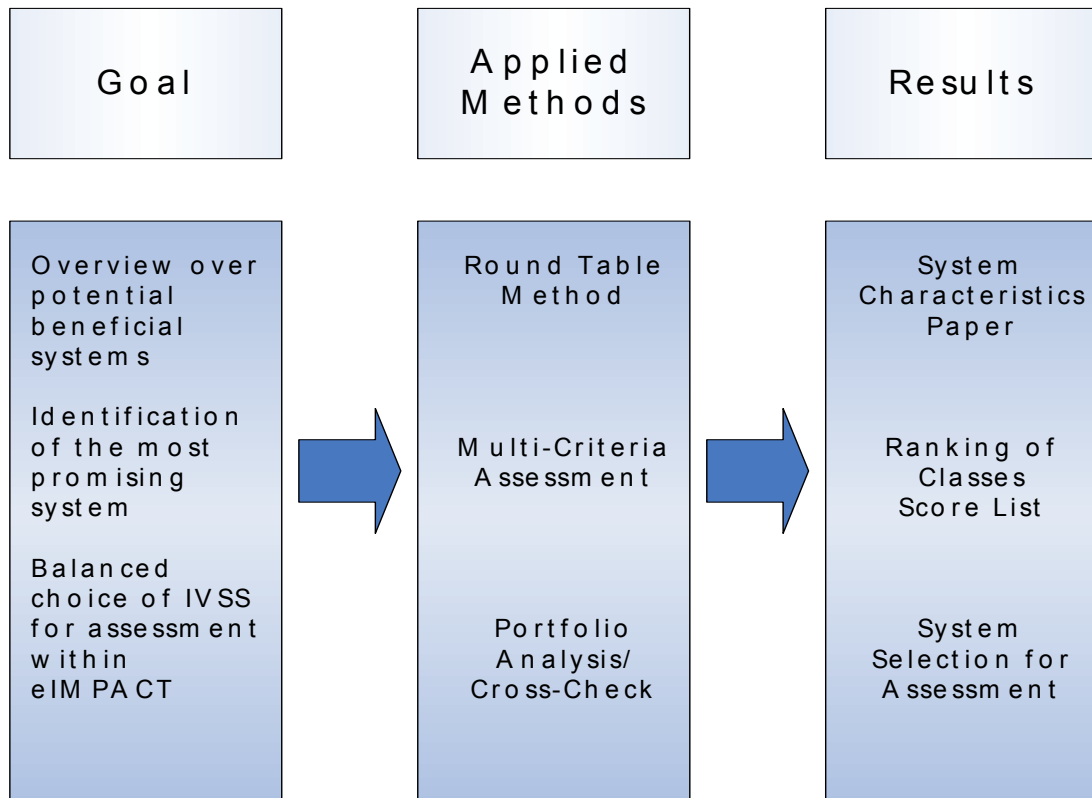 Goal
Applied
Methods
Results
Overview over
potential
beneficial
systems
Identification
of the most
promising
system
Balanced
choice of IVSS
for assessment
within
eIMPACT
Round Table
Method
Multi-Criteria
Assessment
Portfolio
Analysis/
Cross-Check
System
Characteristics
Paper
Ranking of
Classes
Score List
System
Selection for
Assessment